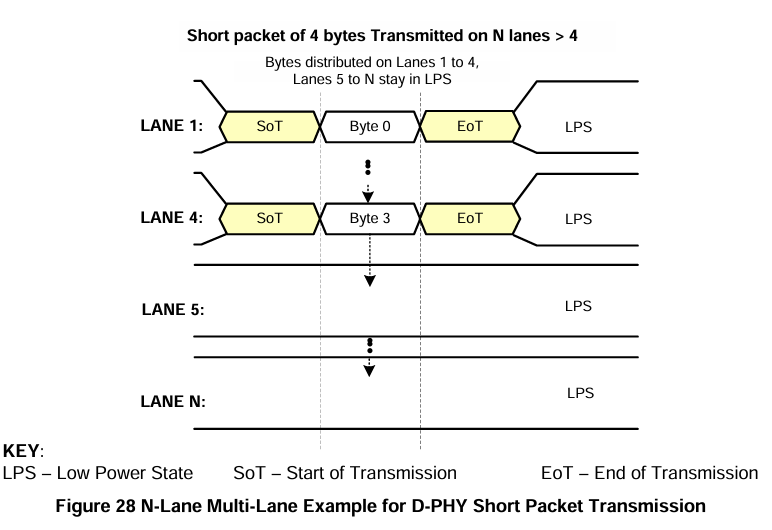 Short packet of 4 bytes Transmitted on N lanes > 4
Bytes distributed on Lanes 1 to 4,
Lanes 5 to N stay in LPS
LANE 1: SoT Byte 0 EoT LPS
LANE 4: SoT Byte 3 EoT LPS
LANE 5: LPS
LANE N: LPS
KEY:
LPS – Low Power State SoT – Start of Transmission EoT – End of Transmission
Figure 28 N-Lane Multi-Lane Example for D-PHY Short Packet Transmission